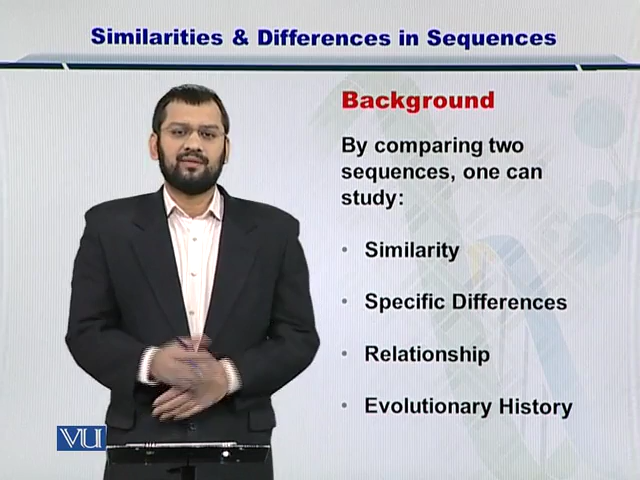 Similarities & Differences in Sequences
Background
By comparing two
sequences, one can
study:
• Similarity
• Specific Differences
• Relationship
• Evolutionary History
VU